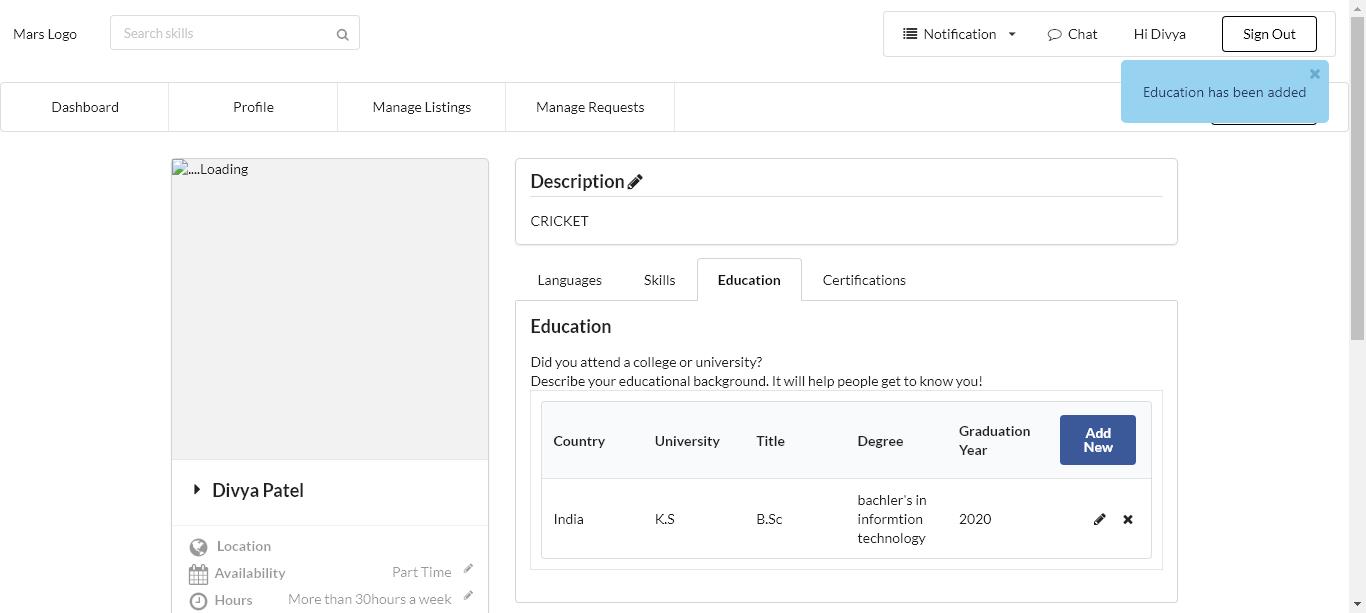 Mars Logo
Search skills
Notification
Chat
Hi Divya
Sign Out
Education has been added
Dashboard
Profile
Manage Listings
Manage Requests
....Loading
Divya Patel
Location
Availability
Part Time
Hours
More than 30hours a week
Description
CRICKET
Languages
Skills
Education
Certifications
Education
Did you attend a college or university?
Describe your educational background. It will help people get to know you!
Country
University
Title
Degree
Graduation
Year
Add
New
India
K.S
B.Sc
bachler's in
informtion
technology
2020